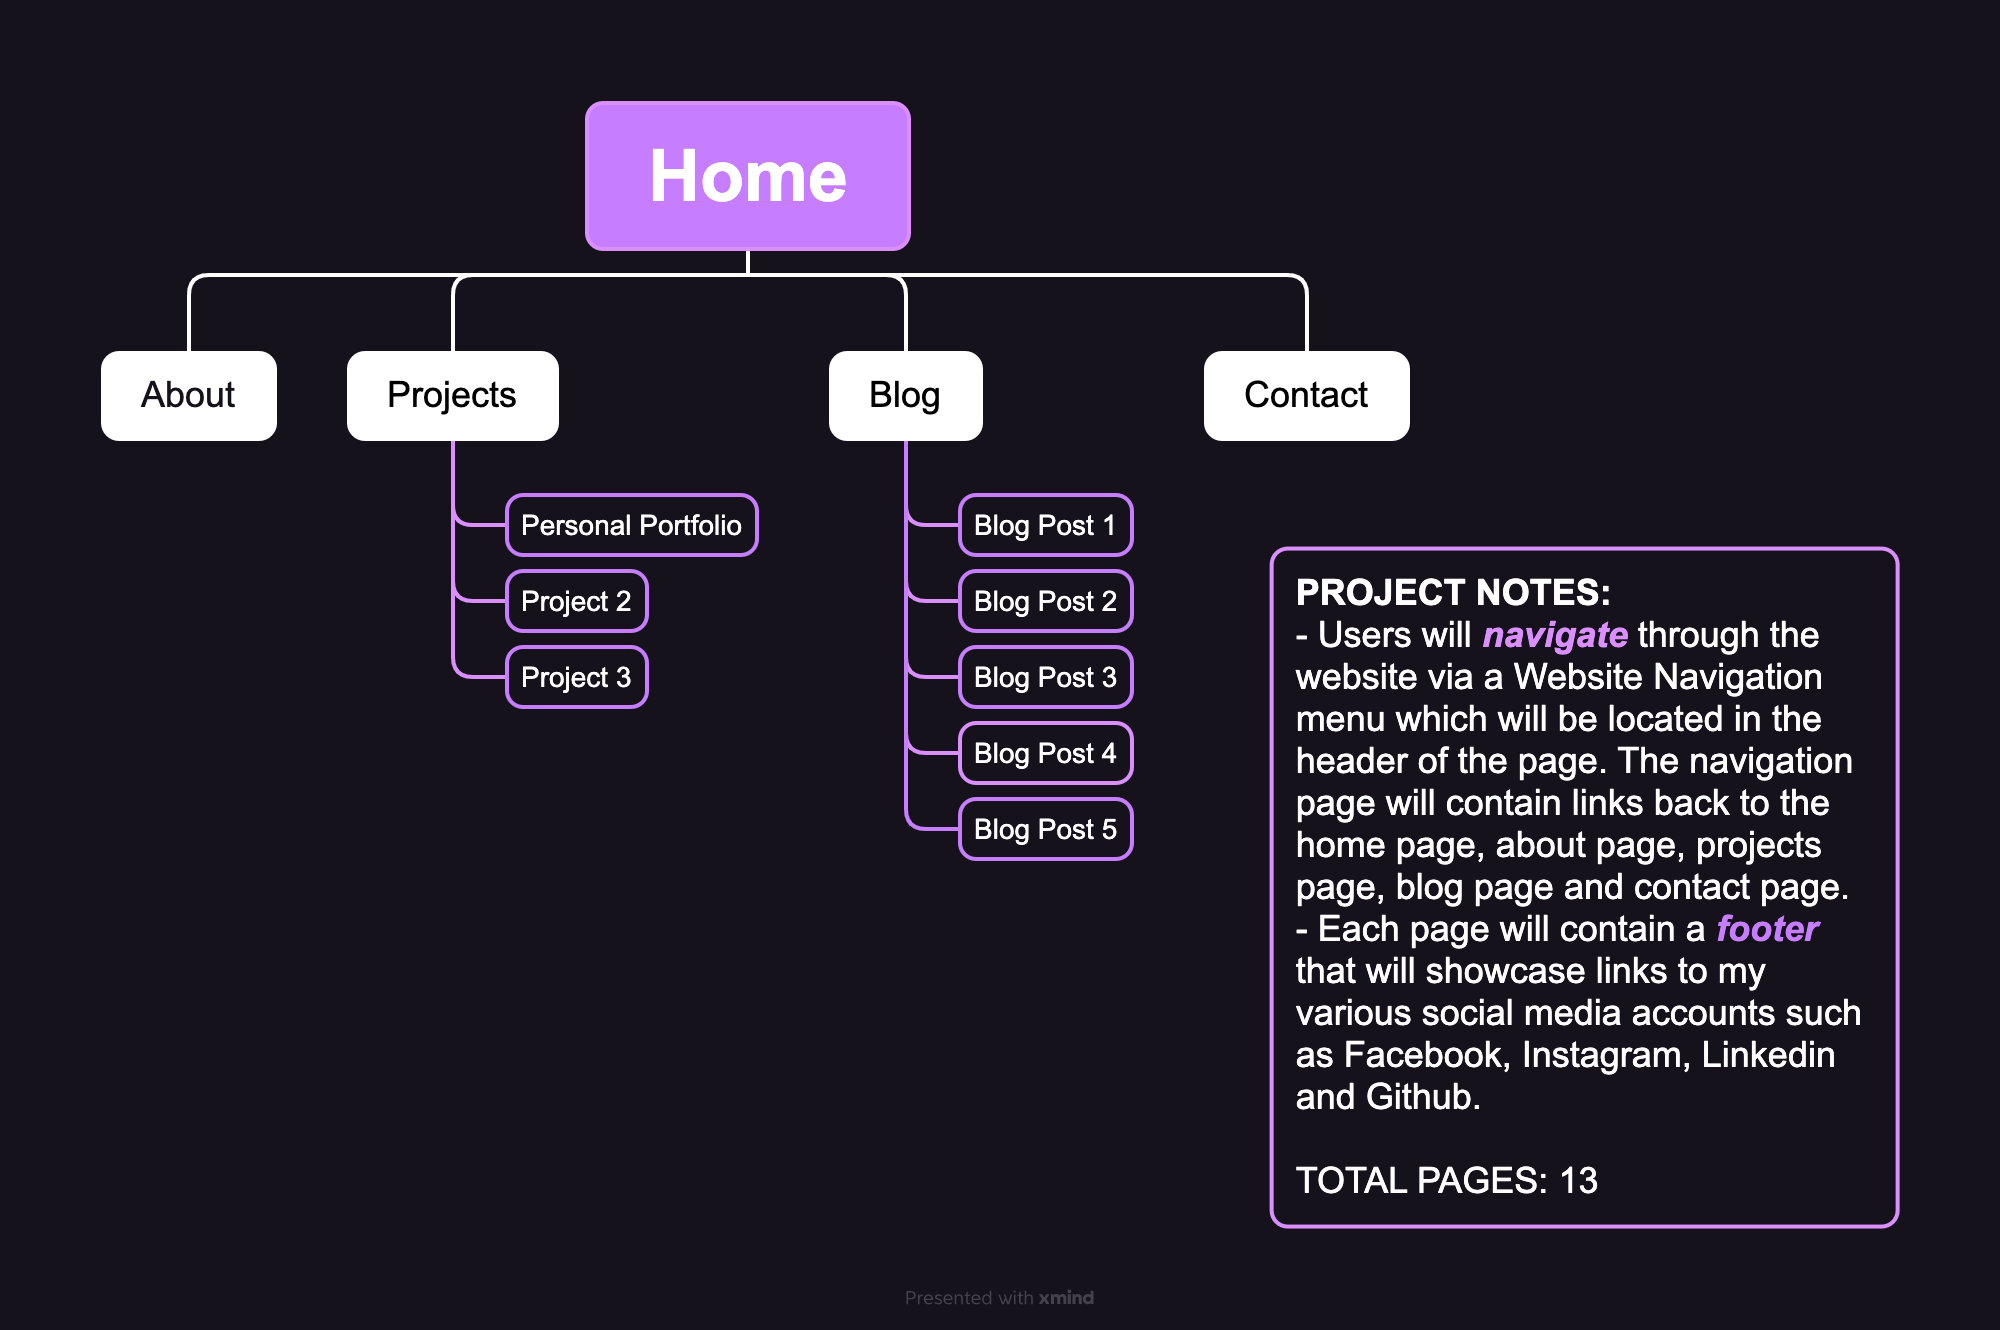 Home
About
Projects
Blog
Contact
Personal Portfolio
Project 2
Project 3
Blog Post 1
Blog Post 2
Blog Post 3
Blog Post 4
Blog Post 5
PROJECT NOTES:
- Users will navigate through the
website via a Website Navigation
menu which will be located in the
header of the page. The navigation
page will contain links back to the
home page, about page, projects
page, blog page and contact page.
- Each page will contain a footer
that will showcase links to my
various social media accounts such
as Facebook, Instagram, Linkedin
and Github.
TOTAL PAGES: 13
Presented with xmind